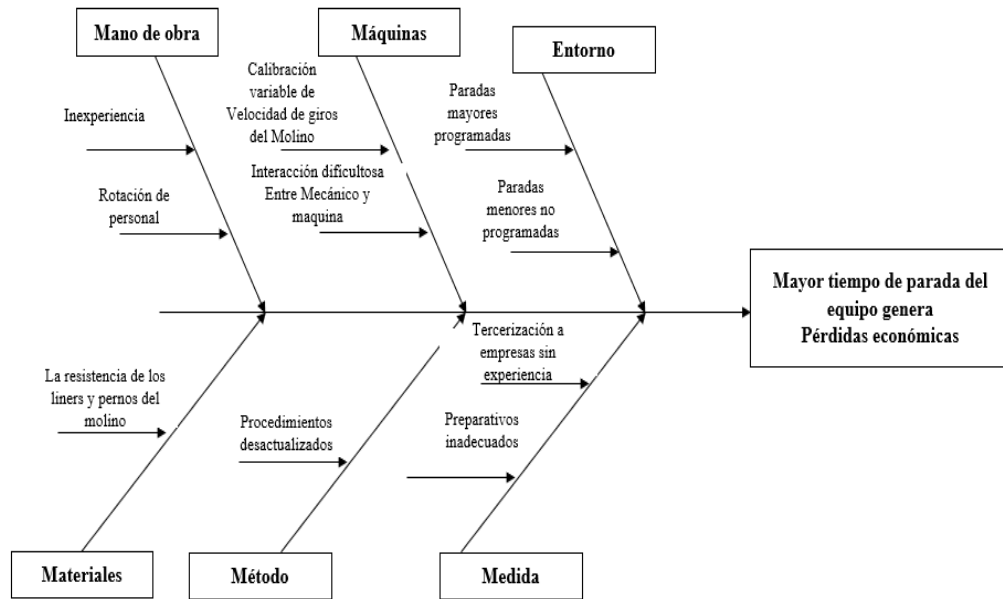 Mano de obra
Máquinas
Entorno
Inexperiencia
Rotación de
personal
Calibración
variable de
Velocidad de giros
del Molino
Interacción dificultosa
Entre Mecánico y
maquina
Paradas
mayores
programadas
Paradas
menores no
programadas
Mayor tiempo de parada del
equipo genera
Pérdidas económicas
La resistencia de los
liners y pernos del
molino
Procedimientos
desactualizados
Tercerización a
empresas sin
experiencia
Preparativos
inadecuados
Materiales
Método
Medida